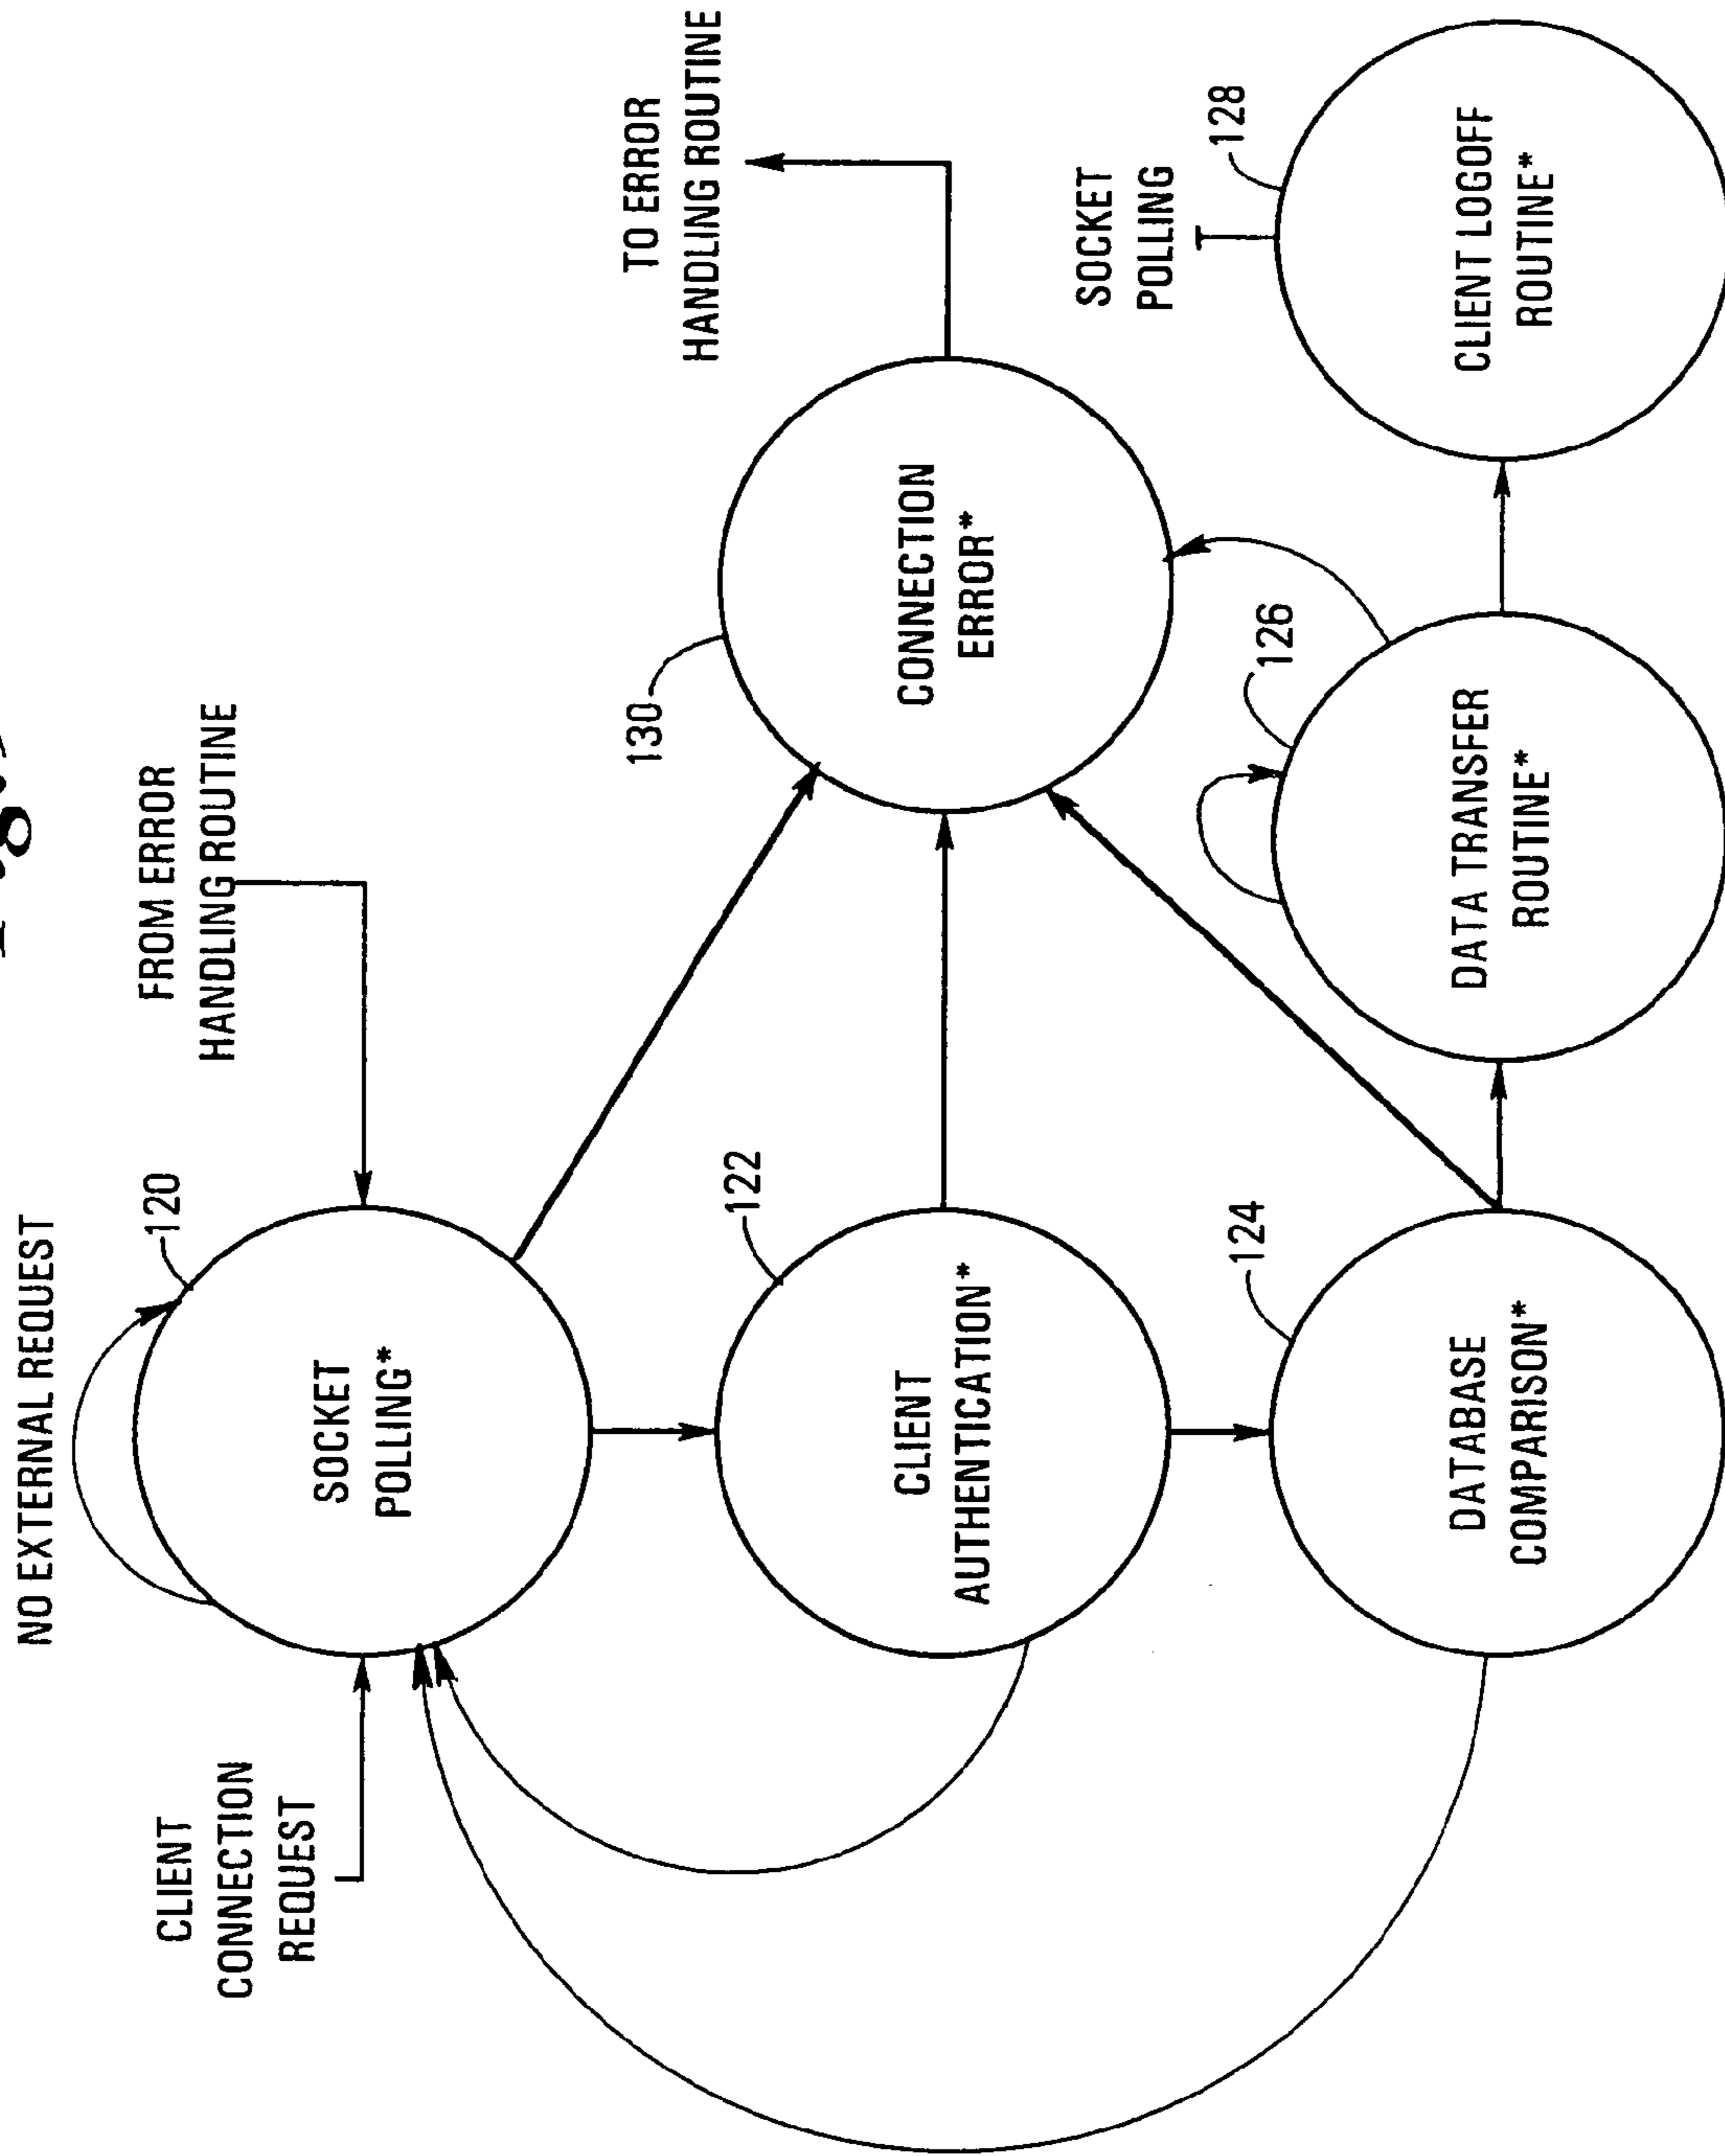 NO EXTERNAL REQUEST
120
CLIENT
CONNECTION
REQUEST
SOCKET
POLLING*
FROM ERROR
HANDLING ROUTINE
122
CLIENT
AUTHENTICATION*
130
CONNECTION
ERROR*
TO ERROR
HANDLING ROUTINE
124
DATABASE
COMPARISON*
126
DATA TRANSFER
ROUTINE*
SOCKET
POLLING
128
CLIENT LOGOFF
ROUTINE*